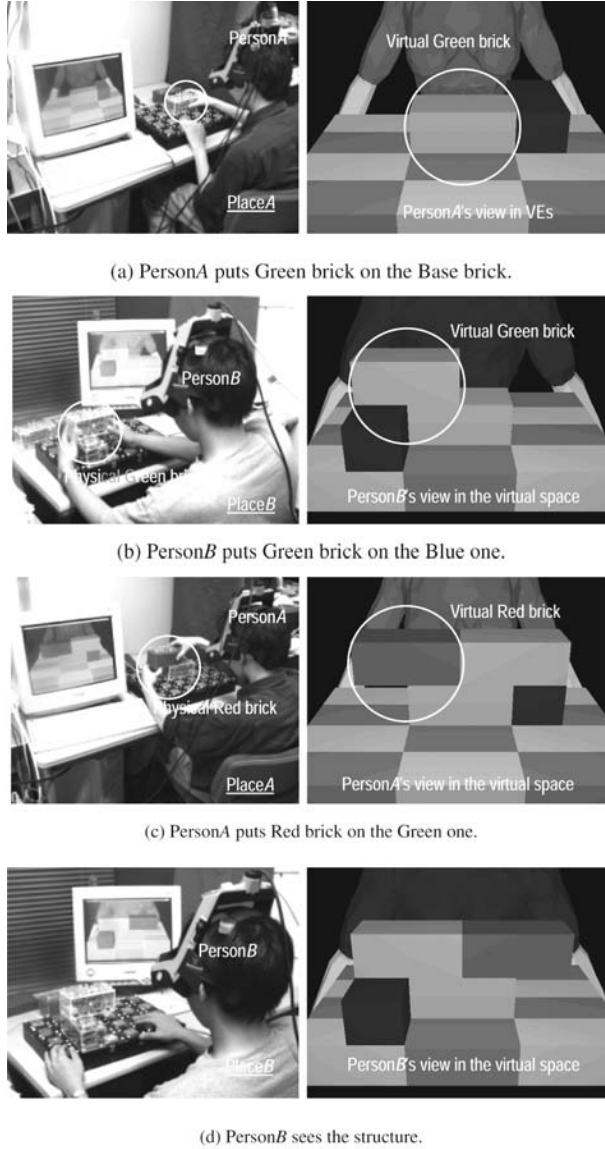 PersonA
PlaceA
Virtual Green brick
PersonA's view in VEs
(a) PersonA puts Green brick on the Base brick.
PersonB
Physical Green bri
PlaceB
Virtual Green brick
PersonB's view in the virtual space
(b) PersonB puts Green brick on the Blue one.
PersonA
Physical Red brick
PlaceA
Virtual Red brick
PersonA's view in the virtual space
(c) PersonA puts Red brick on the Green one.
PersonB
PlaceB
PersonB's view in the virtual space
(d) PersonB sees the structure.